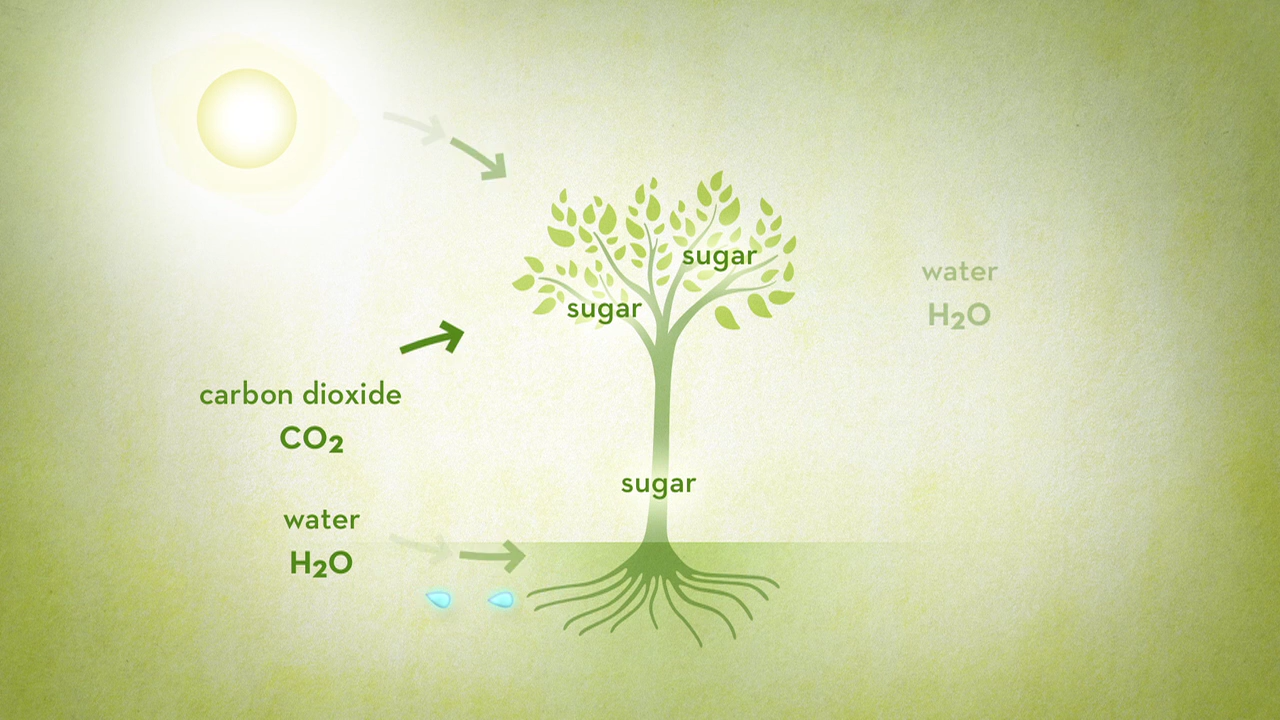 sugar
sugar
water
H₂O
carbon dioxide
CO₂
sugar
water
H₂O